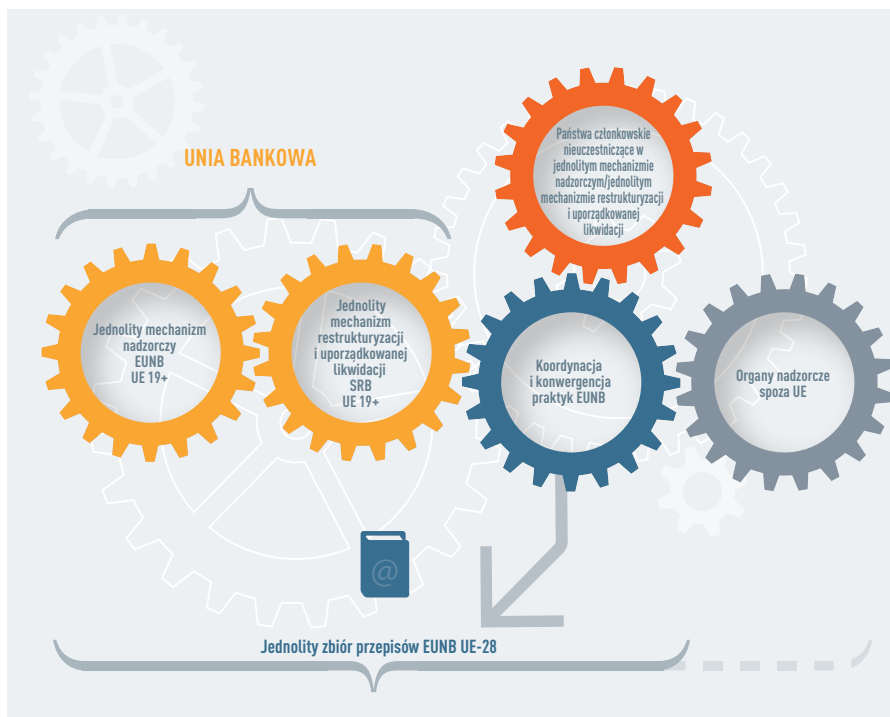 UNIA BANKOWA
Państwa członkowskie
nieuczestniczące w
jednolitym mechanizmie
nadzorczym/jednolitym
mechanizmie restrukturyzacji
i uporządkowanej
likwidacji
Jednolity mechanizm
nadzorczy
EUNB
UE 19+
Jednolity
mechanizm
restrukturyzacji
i uporządkowanej
likwidacji
SRB
UE 19+
Koordynacja
i konwergencja
praktyk EUNB
Organy nadzorcze
spoza UE
@
Jednolity zbiór przepisów EUNB UE-28